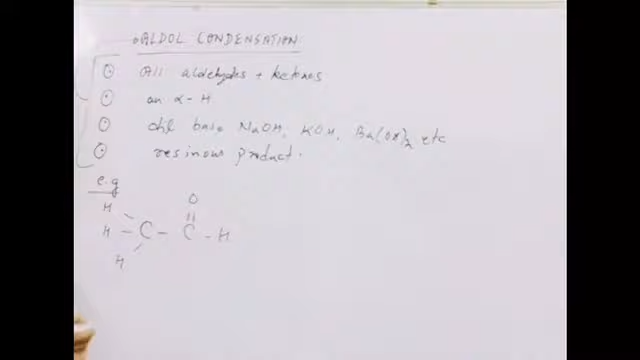 ALDOL CONDENSATION
All aldehydes + ketones
an α-H
dil base NaOH, KOH, Ba(OH)2 etc
resinous product.
e.g
H O
H - C - C - H
H